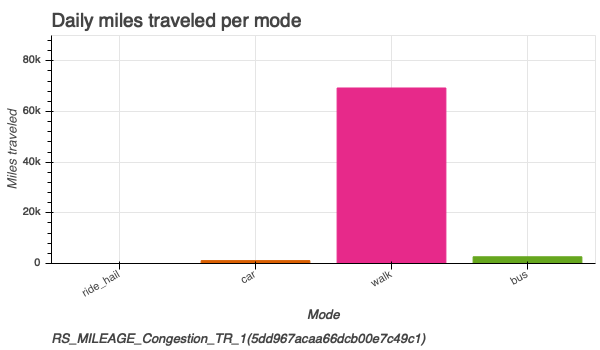 Daily miles traveled per mode
80k
60k
40k
20k
0
Miles traveled
ride_hail
car
walk
bus
Mode
RS_MILEAGE_Congestion_TR_1(5dd967acaa66dcb00e7c49c1)